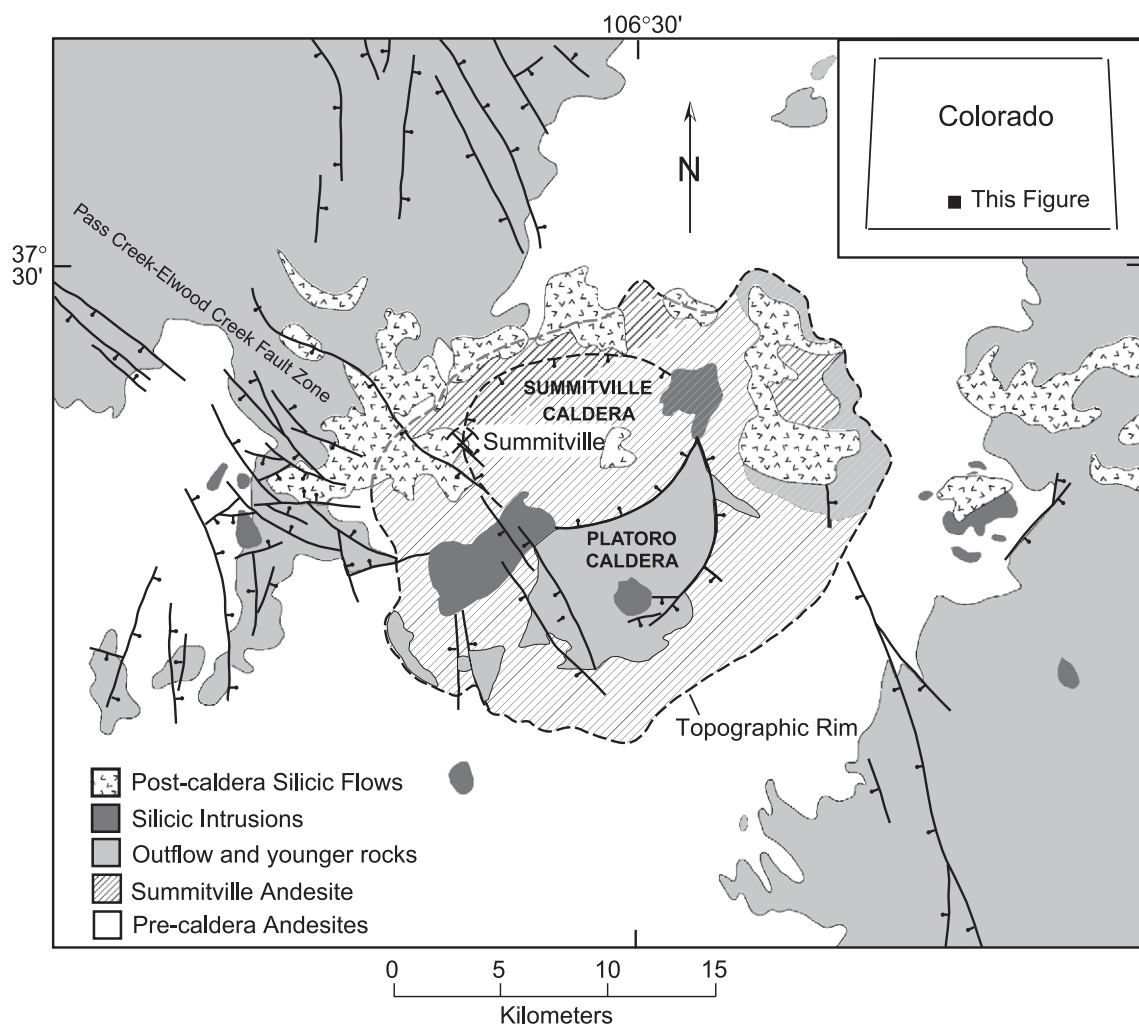 106°30'
Colorado
This Figure
N
37°
30'
Pass Creek-Elwood Creek Fault Zone
SUMMITVILLE
CALDERA
Summitville
PLATORO
CALDERA
Topographic Rim
Post-caldera Silicic Flows
Silicic Intrusions
Outflow and younger rocks
Summitville Andesite
Pre-caldera Andesites
0 5 10 15
Kilometers